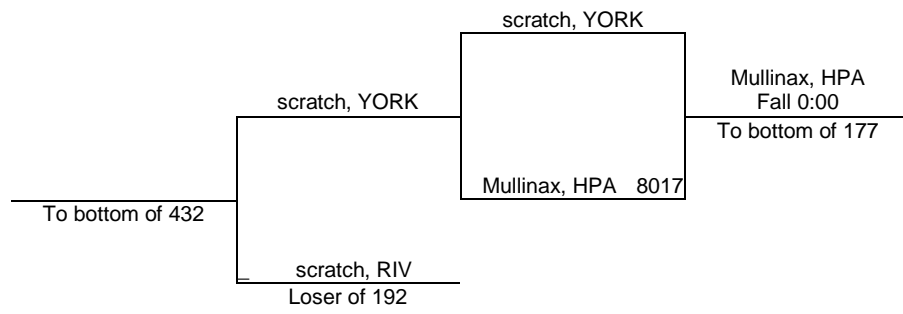 scratch, YORK
Mullinax, HPA
Fall 0:00
scratch, YORK
To bottom of 177
Mullinax, HPA 8017
To bottom of 432
_ scratch, RIV
Loser of 192